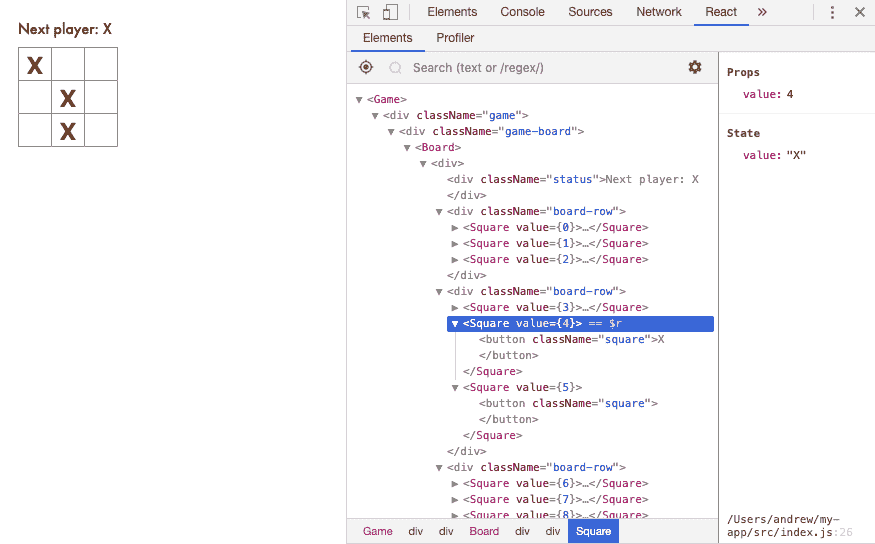 Next player: X
X
X
X
Elements Console Sources Network React »
Elements Profiler
Search (text or /regex/)
▼ <Game>
▼ <div className="game">
▼ <div className="game-board">
▼ <Board>
▼ <div>
<div className="status">Next player: X
</div>
▼ <div className="board-row">
▶ <Square value={0}>…</Square>
▶ <Square value={1}>…</Square>
▶ <Square value={2}>…</Square>
</div>
▼ <div className="board-row">
▶ <Square value={3}>…</Square>
▼ <Square value={4}> == $r
<button className="square">X
</button>
</Square>
▼ <Square value={5}>
<button className="square">
</button>
</Square>
</div>
▼ <div className="board-row">
▶ <Square value={6}>…</Square>
▶ <Square value={7}>…</Square>
▶ <Square value={8}>…</Square>
Game div div Board div div Square
Props
value: 4
State
value: "X"
/Users/andrew/my-
app/src/index.js:26